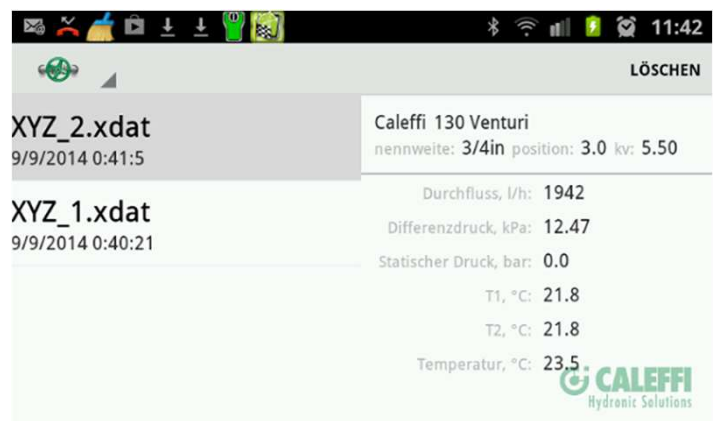 11:42
LÖSCHEN
XYZ_2.xdat
9/9/2014 0:41:5
XYZ_1.xdat
9/9/2014 0:40:21
Caleffi 130 Venturi
nennweite: 3/4in position: 3.0 kv: 5.50
Durchfluss, l/h: 1942
Differenzdruck, kPa: 12.47
Statischer Druck, bar: 0.0
T1, °C: 21.8
T2, °C: 21.8
Temperatur, °C: 23.5
CALEFFI
Hydronic Solutions